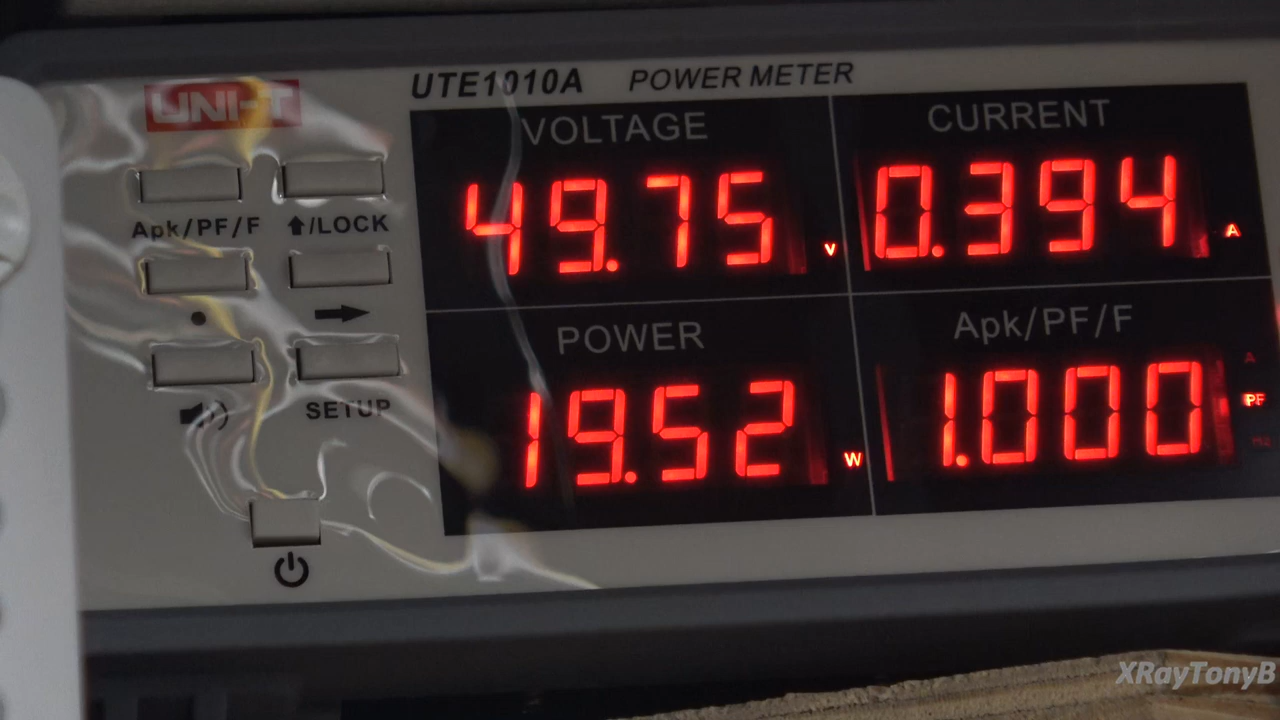 UNI-T
UTE1010A POWER METER
VOLTAGE
49.75 V
CURRENT
0.394 A
POWER
19.52 W
Apk/PF/F
1.000
A
PF
Apk/PF/F
⬆/LOCK
SETUP
XRayTonyB